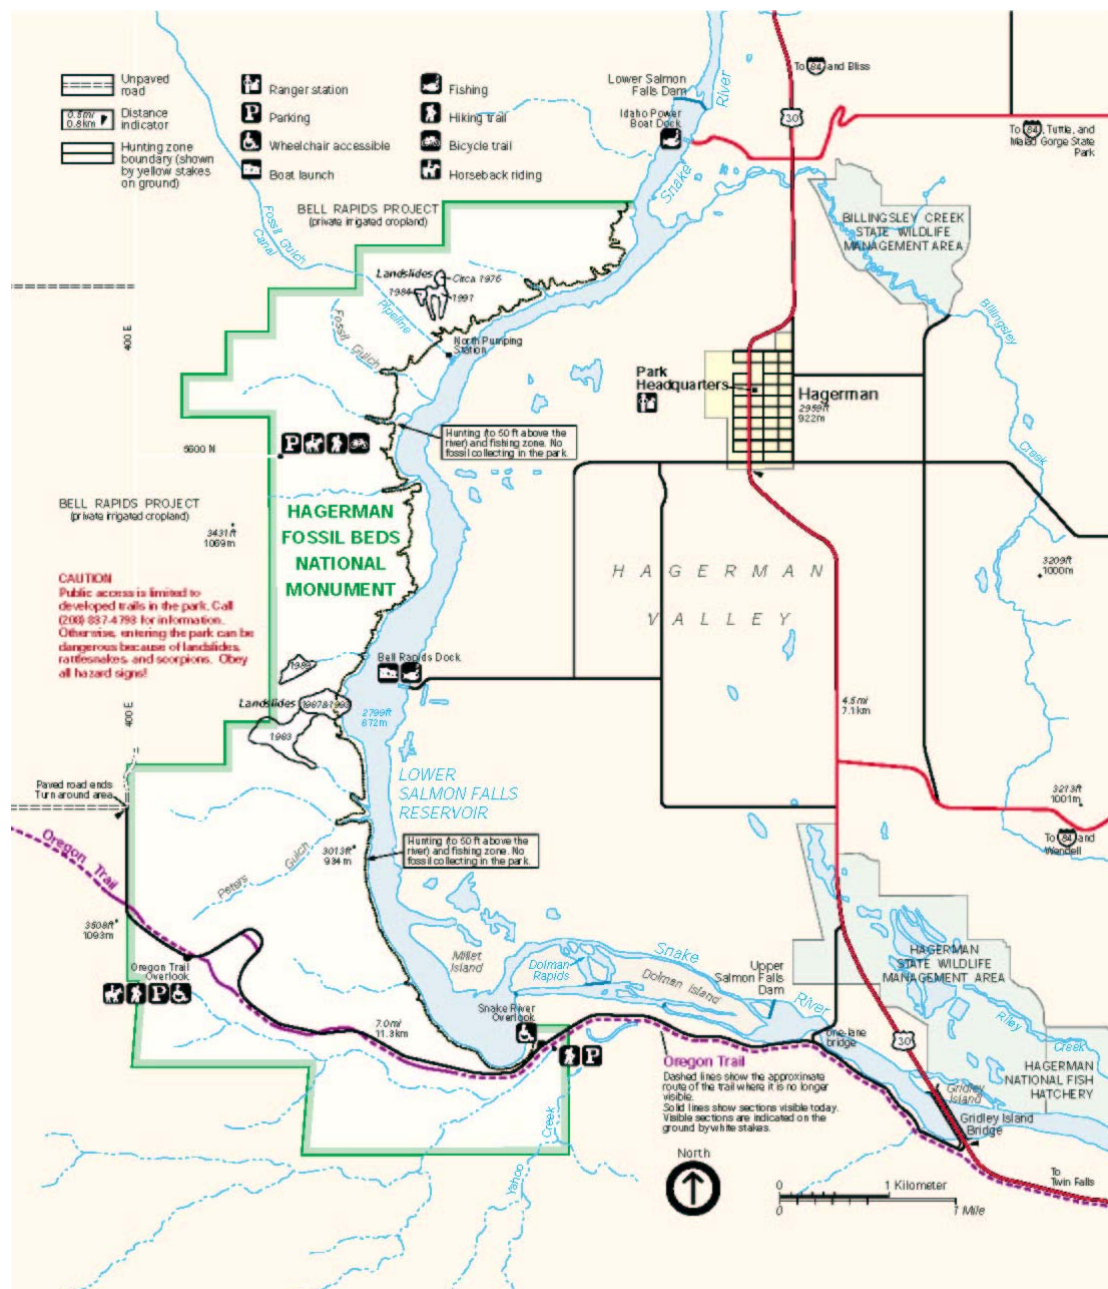 Unpaved
road
0.5mi
0.8km
Distance
indicator
Hunting zone
boundary (shown
by yellow stakes
on ground)
Ranger station
Parking
Wheelchair accessible
Boat launch
Fishing
Hiking trail
Bicycle trail
Horseback riding
Lower Salmon
Falls Dam
River
Idaho Power
Boat Dock
Snake
To 84 and Bliss
30
To 84, Tuttle, and
Malad Gorge State
Park
BELL RAPIDS PROJECT
(private irrigated cropland)
Fossil Gulch
Canal
BILLINGSLEY CREEK
STATE WILDLIFE
MANAGEMENT AREA
Landslides
Circa 1976
1984
1991
Pipeline
Fossil Gulch
North Pumping
Station
400 E
Billingsley
Creek
Park
Headquarters
Hagerman
2959ft
922m
Hunting (to 50 ft above the
river) and fishing zone. No
fossil collecting in the park.
5600 N
P
BELL RAPIDS PROJECT
(private irrigated cropland)
3431ft
1069m
HAGERMAN
FOSSIL BEDS
NATIONAL
MONUMENT
HAGERMAN
VALLEY
3209ft
1000m
CAUTION
Public access is limited to
developed trails in the park. Call
(208) 837-4793 for information.
Otherwise, entering the park can be
dangerous because of landslides,
rattlesnakes, and scorpions. Obey
all hazard signs!
Bell Rapids Dock
1989
Landslides
1983
400 E
2799ft
872m
4.5mi
7.1km
LOWER
SALMON FALLS
RESERVOIR
Paved road ends
Turn around area
3213ft
1001m
To 84 and
Wendell
Oregon Trail
Hunting (to 50 ft above the
river) and fishing zone. No
fossil collecting in the park.
3013ft
934m
Peters Gulch
3508ft
1093m
Oregon Trail
Overlook
P
Millet
Island
Dolman
Rapids
Snake
Dolman Island
Upper
Salmon Falls
Dam
River
HAGERMAN
STATE WILDLIFE
MANAGEMENT AREA
Snake River
Overlook
7.0mi
11.3km
P
one-lane
bridge
30
Riley
Creek
Oregon Trail
Dashed lines show the approximate
route of the trail where it is no longer
visible.
Solid lines show sections visible today.
Visible sections are indicated on the
ground by white stakes.
HAGERMAN
NATIONAL FISH
HATCHERY
Gridley
Island
Gridley Island
Bridge
Yahoo Creek
North
To
Twin Falls
0 1 Kilometer
0 1 Mile